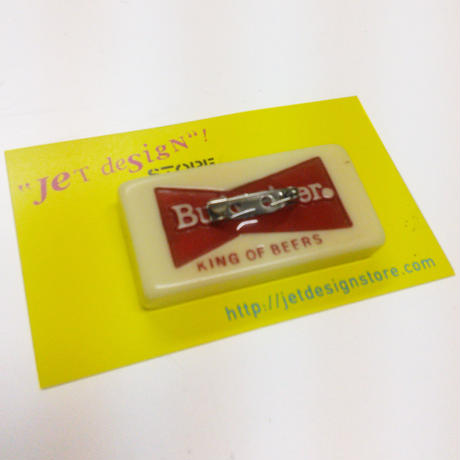 "JeT deSigN"!
STORE
KING OF BEERS
http://jetdesignstore.com